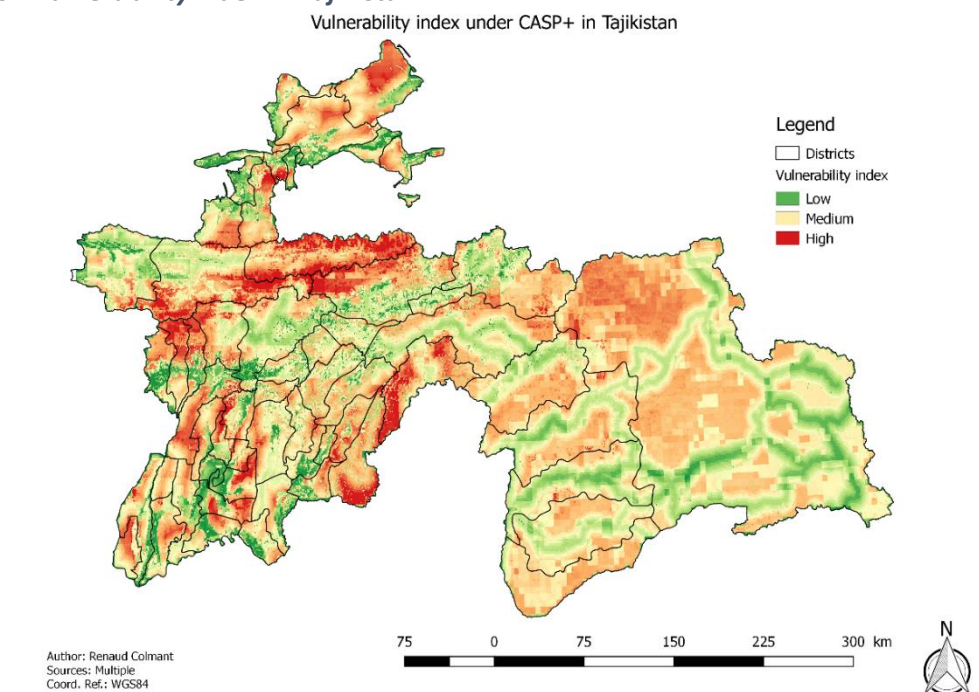 Vulnerability index under CASP+ in Tajikistan
Legend
Districts
Vulnerability index
Low
Medium
High
75 0 75 150 225 300 km
N
Author: Renaud Colmant
Sources: Multiple
Coord. Ref.: WGS84